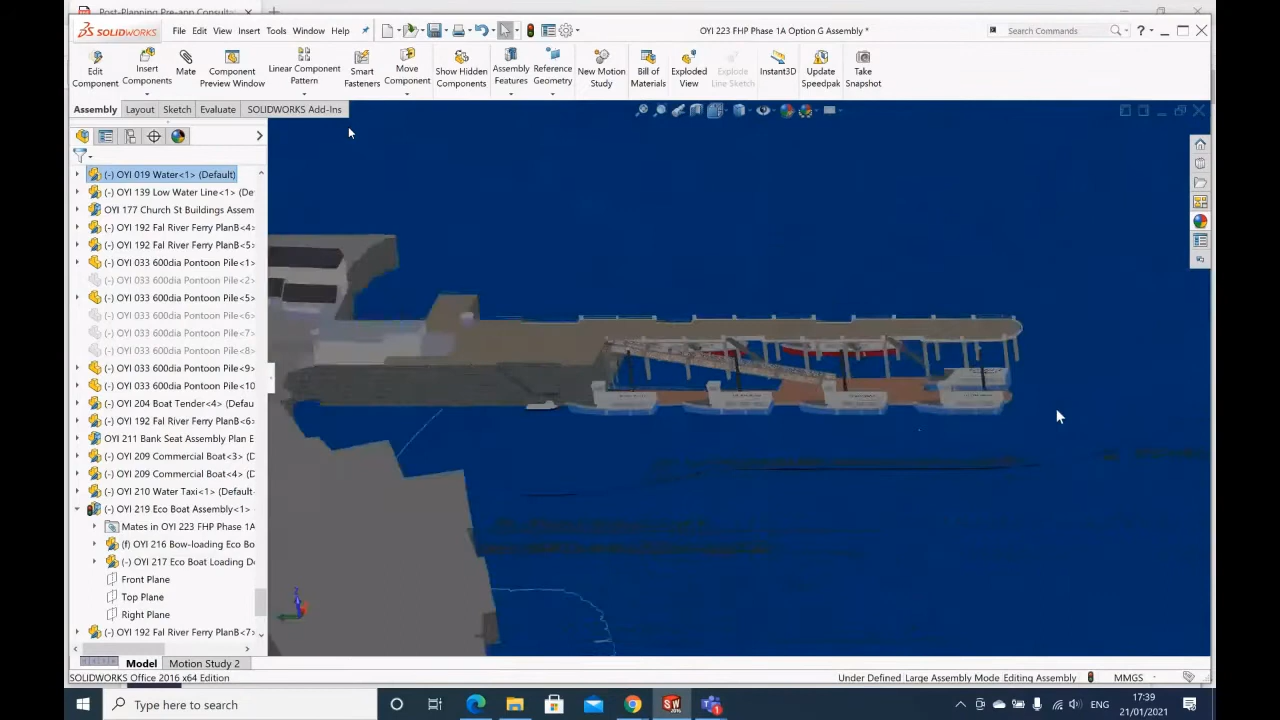 Post-Planning Pre-app Consulta
SOLIDWORKS
File Edit View Insert Tools Window Help
OYI 223 FHP Phase 1A Option G Assembly *
Search Commands
Edit Component
Insert Components
Mate
Component Preview Window
Linear Component Pattern
Smart Fasteners
Move Component
Show Hidden Components
Assembly Features
Reference Geometry
New Motion Study
Bill of Materials
Exploded View
Explode Line Sketch
Instant3D
Update Speedpak
Take Snapshot
Assembly Layout Sketch Evaluate SOLIDWORKS Add-Ins
(-) OYI 019 Water<1> (Default)
(-) OYI 139 Low Water Line<1> (De
OYI 177 Church St Buildings Assem
(-) OYI 192 Fal River Ferry PlanB<4>
(-) OYI 192 Fal River Ferry PlanB<5>
(-) OYI 033 600dia Pontoon Pile<1>
(-) OYI 033 600dia Pontoon Pile<2>
(-) OYI 033 600dia Pontoon Pile<5>
(-) OYI 033 600dia Pontoon Pile<6>
(-) OYI 033 600dia Pontoon Pile<7>
(-) OYI 033 600dia Pontoon Pile<8>
(-) OYI 033 600dia Pontoon Pile<9>
(-) OYI 033 600dia Pontoon Pile<10
(-) OYI 204 Boat Tender<4> (Defau
(-) OYI 192 Fal River Ferry PlanB<6>
OYI 211 Bank Seat Assembly Plan E
(-) OYI 209 Commercial Boat<3> (D
(-) OYI 209 Commercial Boat<4> (D
(-) OYI 210 Water Taxi<1> (Default
(-) OYI 219 Eco Boat Assembly<1>
Mates in OYI 223 FHP Phase 1A
(f) OYI 216 Bow-loading Eco Bo
(-) OYI 217 Eco Boat Loading De
Front Plane
Top Plane
Right Plane
(-) OYI 192 Fal River Ferry PlanB<7>
Model Motion Study 2
SOLIDWORKS Office 2016 x64 Edition
Under Defined Large Assembly Mode Editing Assembly MMGS
Type here to search
ENG
17:39
21/01/2021